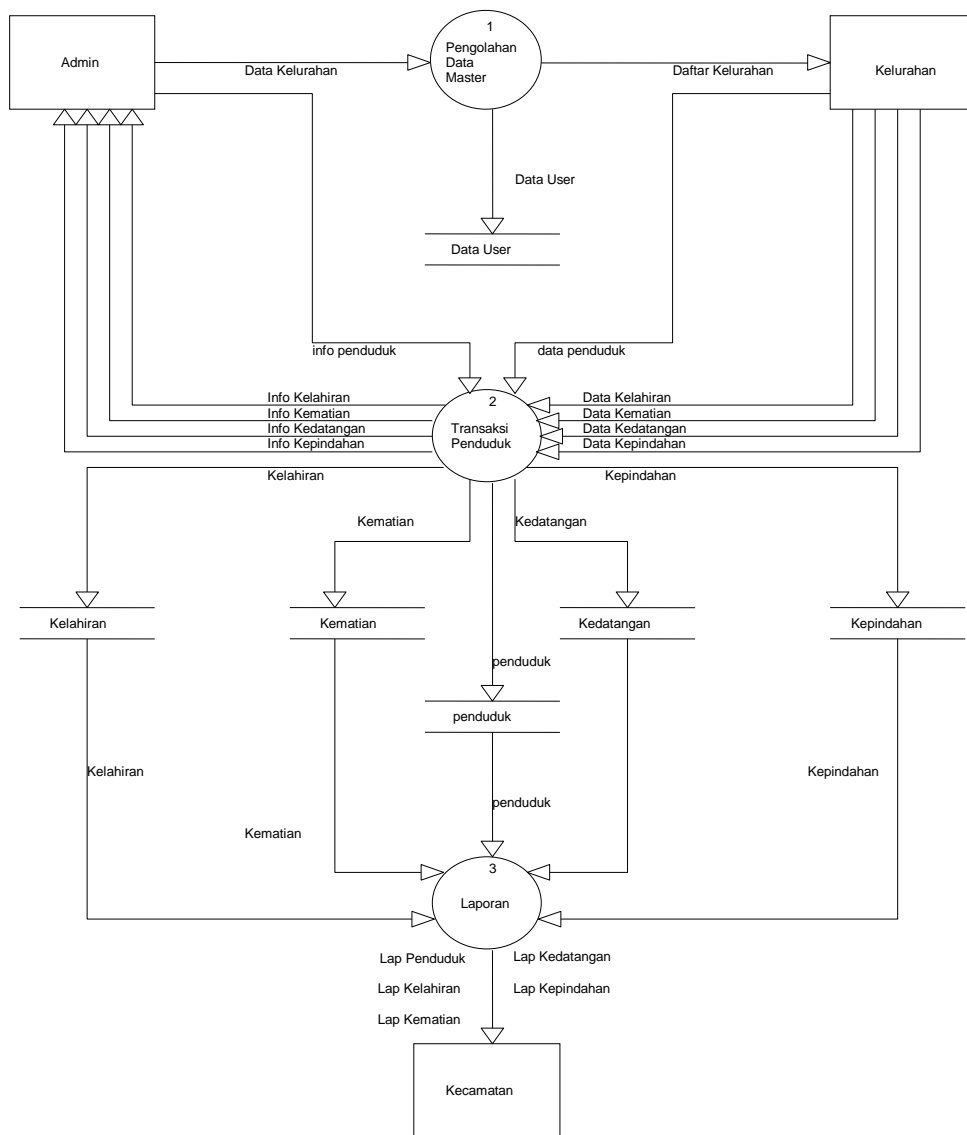 1
Admin
Pengolahan
Data
Master
Kelurahan
Data Kelurahan
Daftar Kelurahan
Data User
Data User
info penduduk
data penduduk
2
Transaksi
Penduduk
Info Kelahiran
Info Kematian
Info Kedatangan
Info Kepindahan
Data Kelahiran
Data Kematian
Data Kedatangan
Data Kepindahan
Kelahiran
Kepindahan
Kematian
Kedatangan
Kelahiran
Kematian
Kedatangan
Kepindahan
penduduk
penduduk
Kelahiran
Kepindahan
penduduk
Kematian
3
Laporan
Lap Penduduk
Lap Kedatangan
Lap Kelahiran
Lap Kepindahan
Lap Kematian
Kecamatan